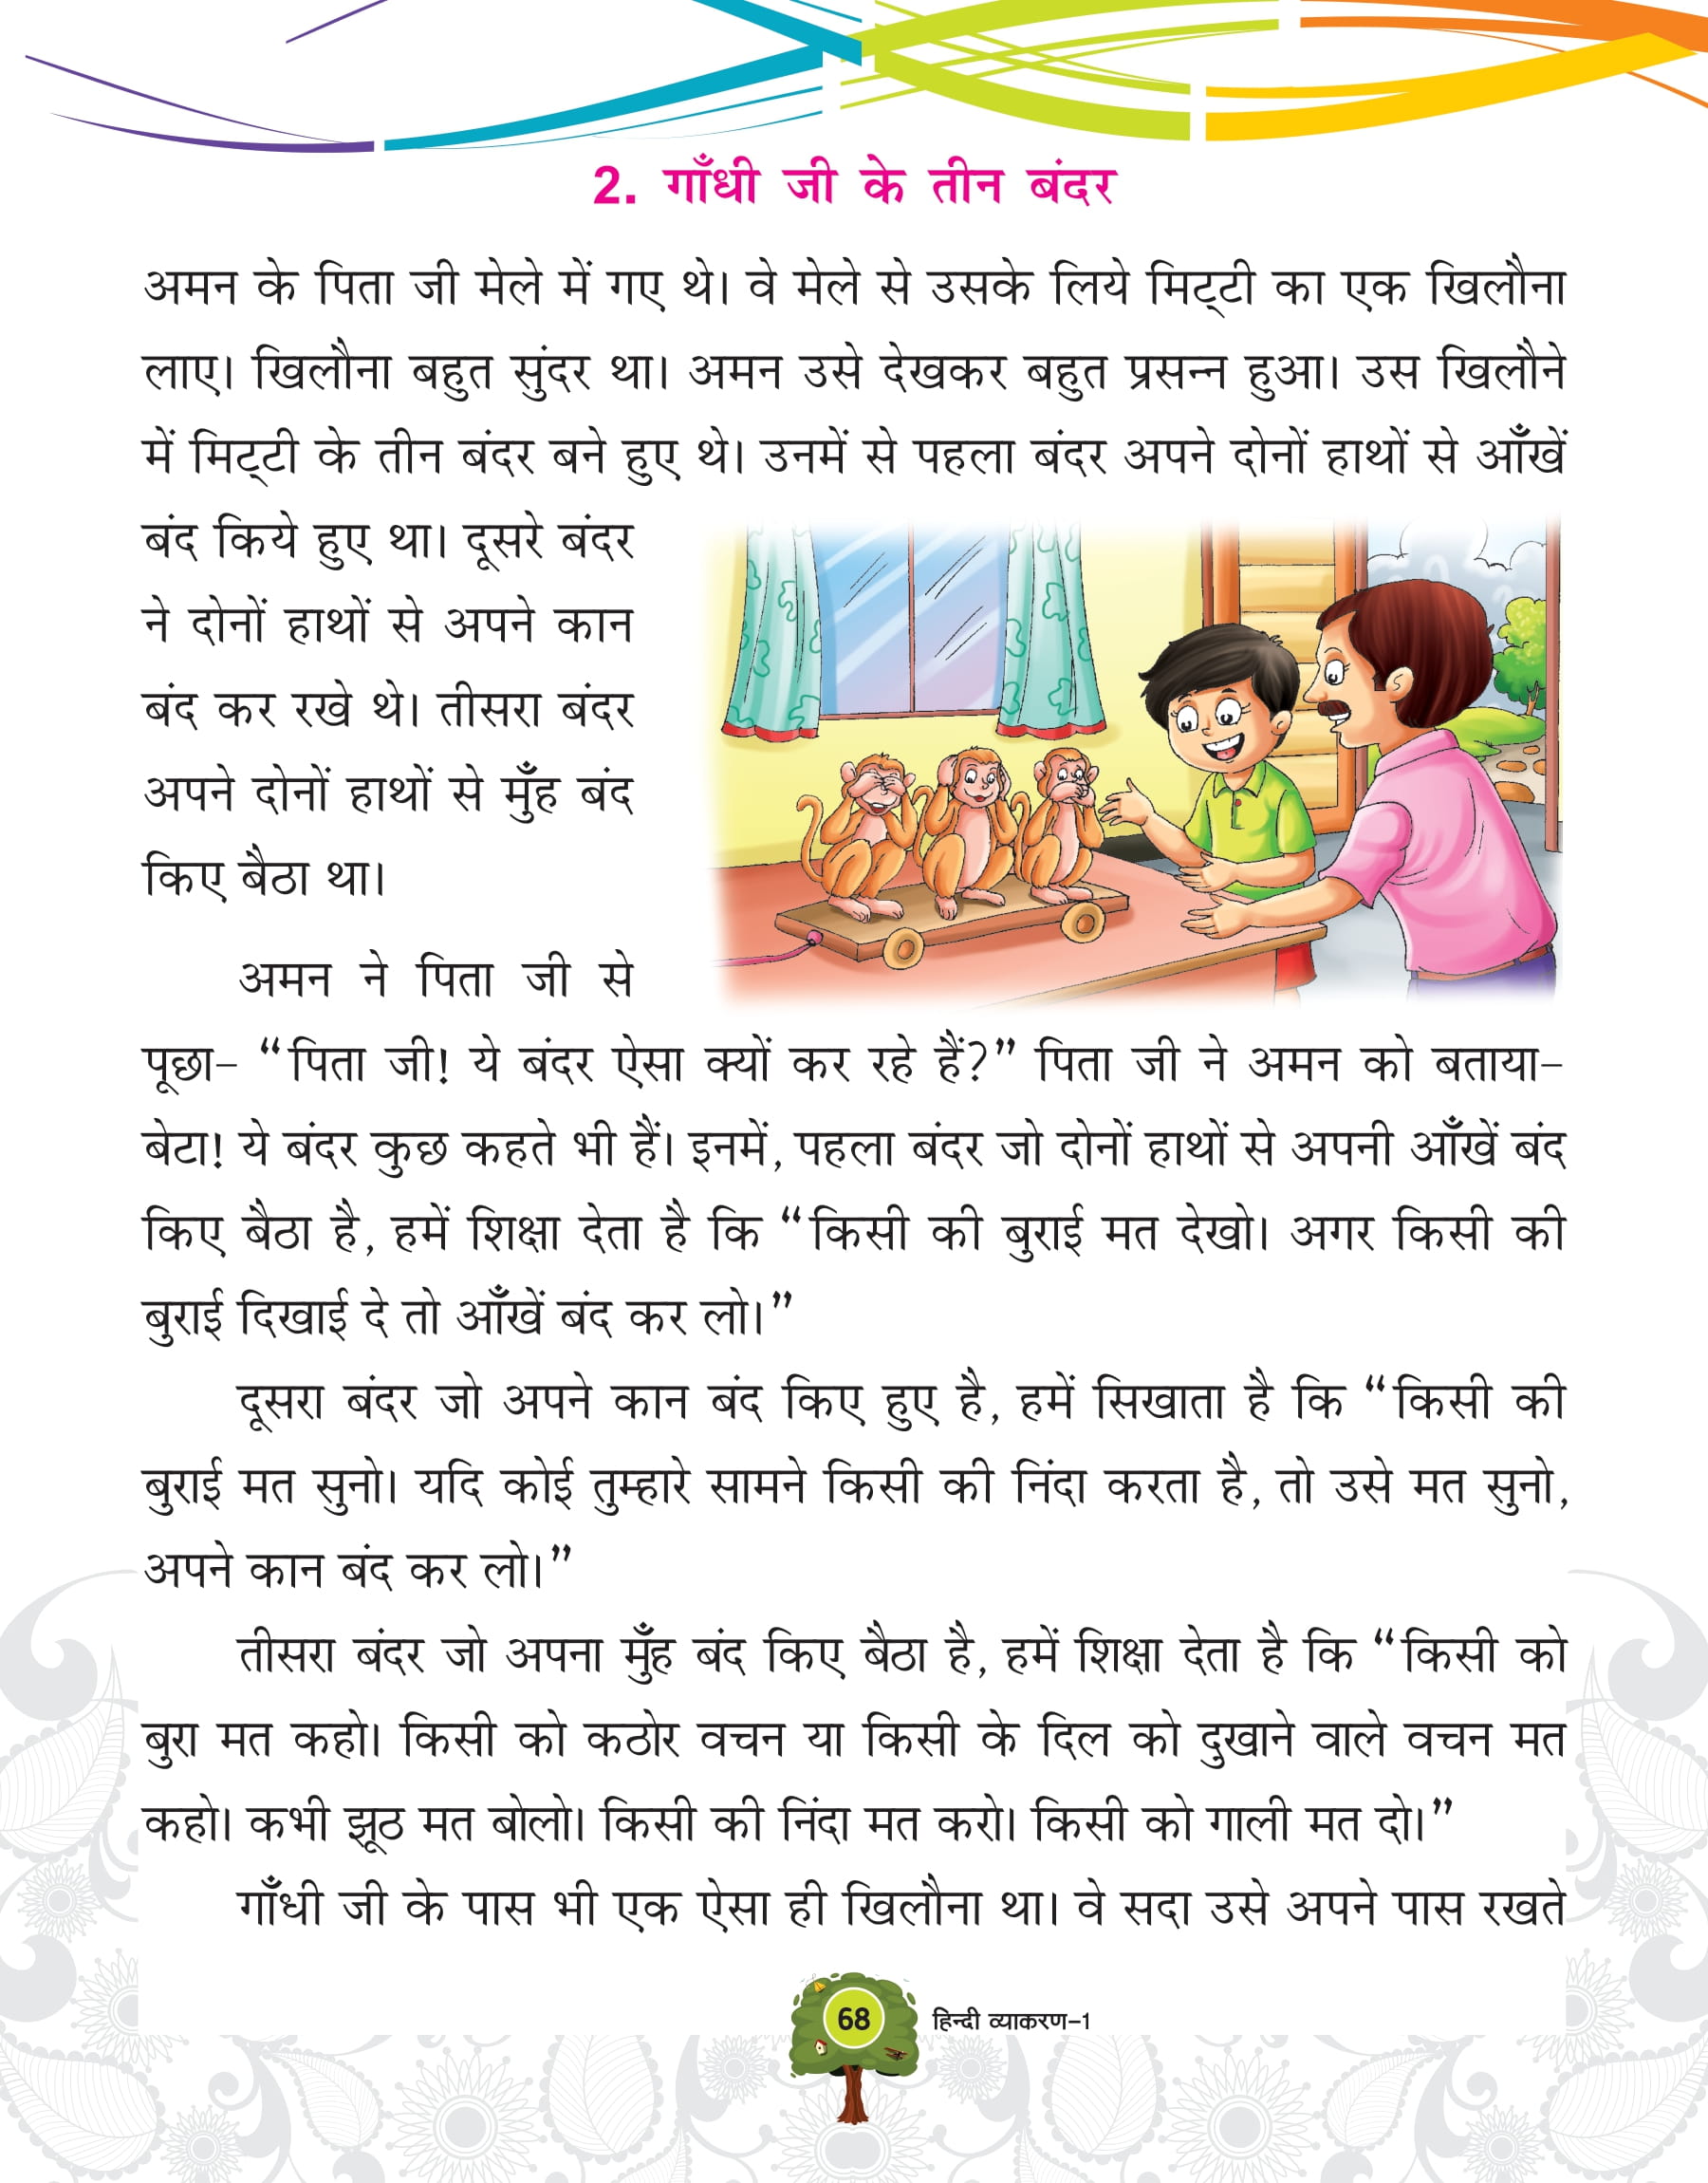 2. गाँधी जी के तीन बंदर
अमन के पिता जी मेले में गए थे। वे मेले से उसके लिये मिट्टी का एक खिलौना
लाए। खिलौना बहुत सुंदर था। अमन उसे देखकर बहुत प्रसन्न हुआ। उस खिलौने
में मिट्टी के तीन बंदर बने हुए थे। उनमें से पहला बंदर अपने दोनों हाथों से आँखें
बंद किये हुए था। दूसरे बंदर
ने दोनों हाथों से अपने कान
बंद कर रखे थे। तीसरा बंदर
अपने दोनों हाथों से मुँह बंद
किए बैठा था।
अमन ने पिता जी से
पूछा– “पिता जी! ये बंदर ऐसा क्यों कर रहे हैं?” पिता जी ने अमन को बताया–
बेटा! ये बंदर कुछ कहते भी हैं। इनमें, पहला बंदर जो दोनों हाथों से अपनी आँखें बंद
किए बैठा है, हमें शिक्षा देता है कि “किसी की बुराई मत देखो। अगर किसी की
बुराई दिखाई दे तो आँखें बंद कर लो।”
दूसरा बंदर जो अपने कान बंद किए हुए है, हमें सिखाता है कि “किसी की
बुराई मत सुनो। यदि कोई तुम्हारे सामने किसी की निंदा करता है, तो उसे मत सुनो,
अपने कान बंद कर लो।”
तीसरा बंदर जो अपना मुँह बंद किए बैठा है, हमें शिक्षा देता है कि “किसी को
बुरा मत कहो। किसी को कठोर वचन या किसी के दिल को दुखाने वाले वचन मत
कहो। कभी झूठ मत बोलो। किसी की निंदा मत करो। किसी को गाली मत दो।”
गाँधी जी के पास भी एक ऐसा ही खिलौना था। वे सदा उसे अपने पास रखते
68 हिन्दी व्याकरण–1